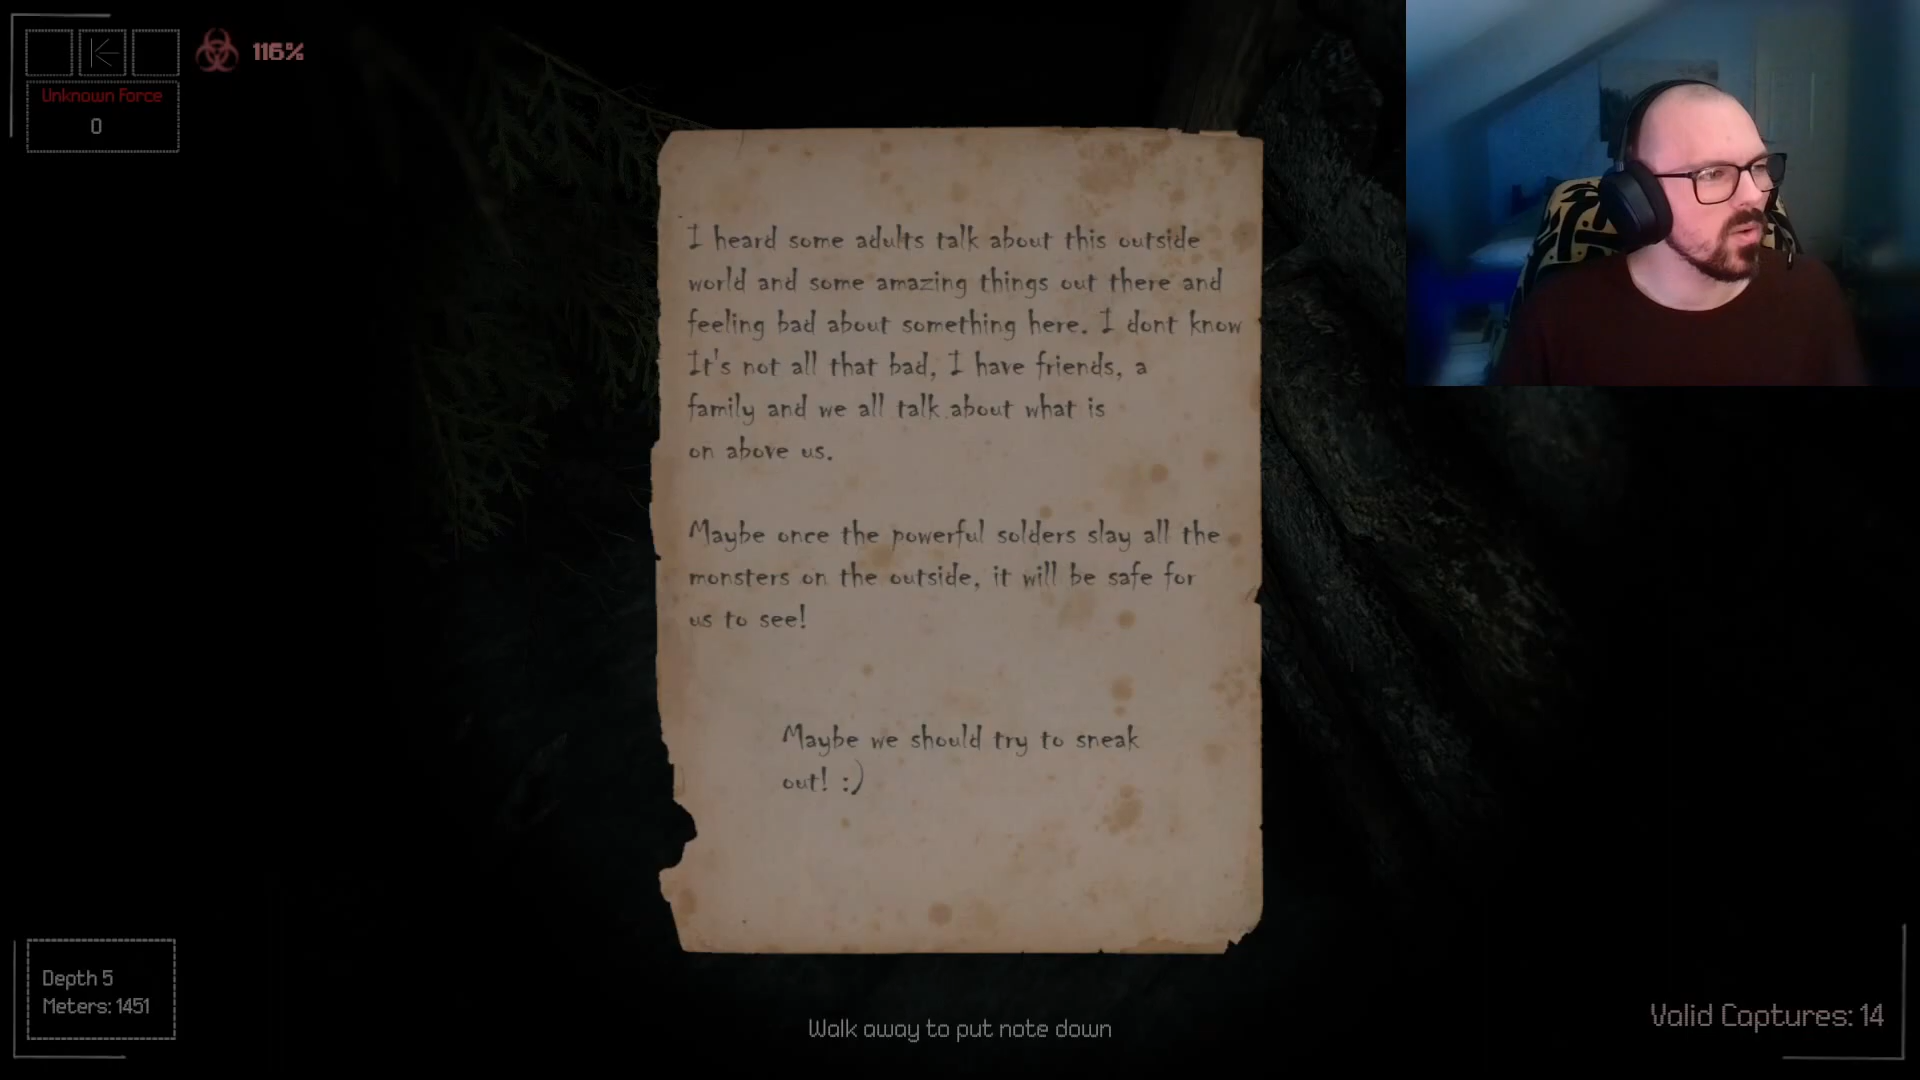 116%
Unknown Force
0
I heard some adults talk about this outside
world and some amazing things out there and
feeling bad about something here. I dont know
It's not all that bad, I have friends, a
family and we all talk about what is
on above us.
Maybe once the powerful solders slay all the
monsters on the outside, it will be safe for
us to see!
Maybe we should try to sneak
out! :)
Depth 5
Meters: 1451
Walk away to put note down
Valid Captures: 14